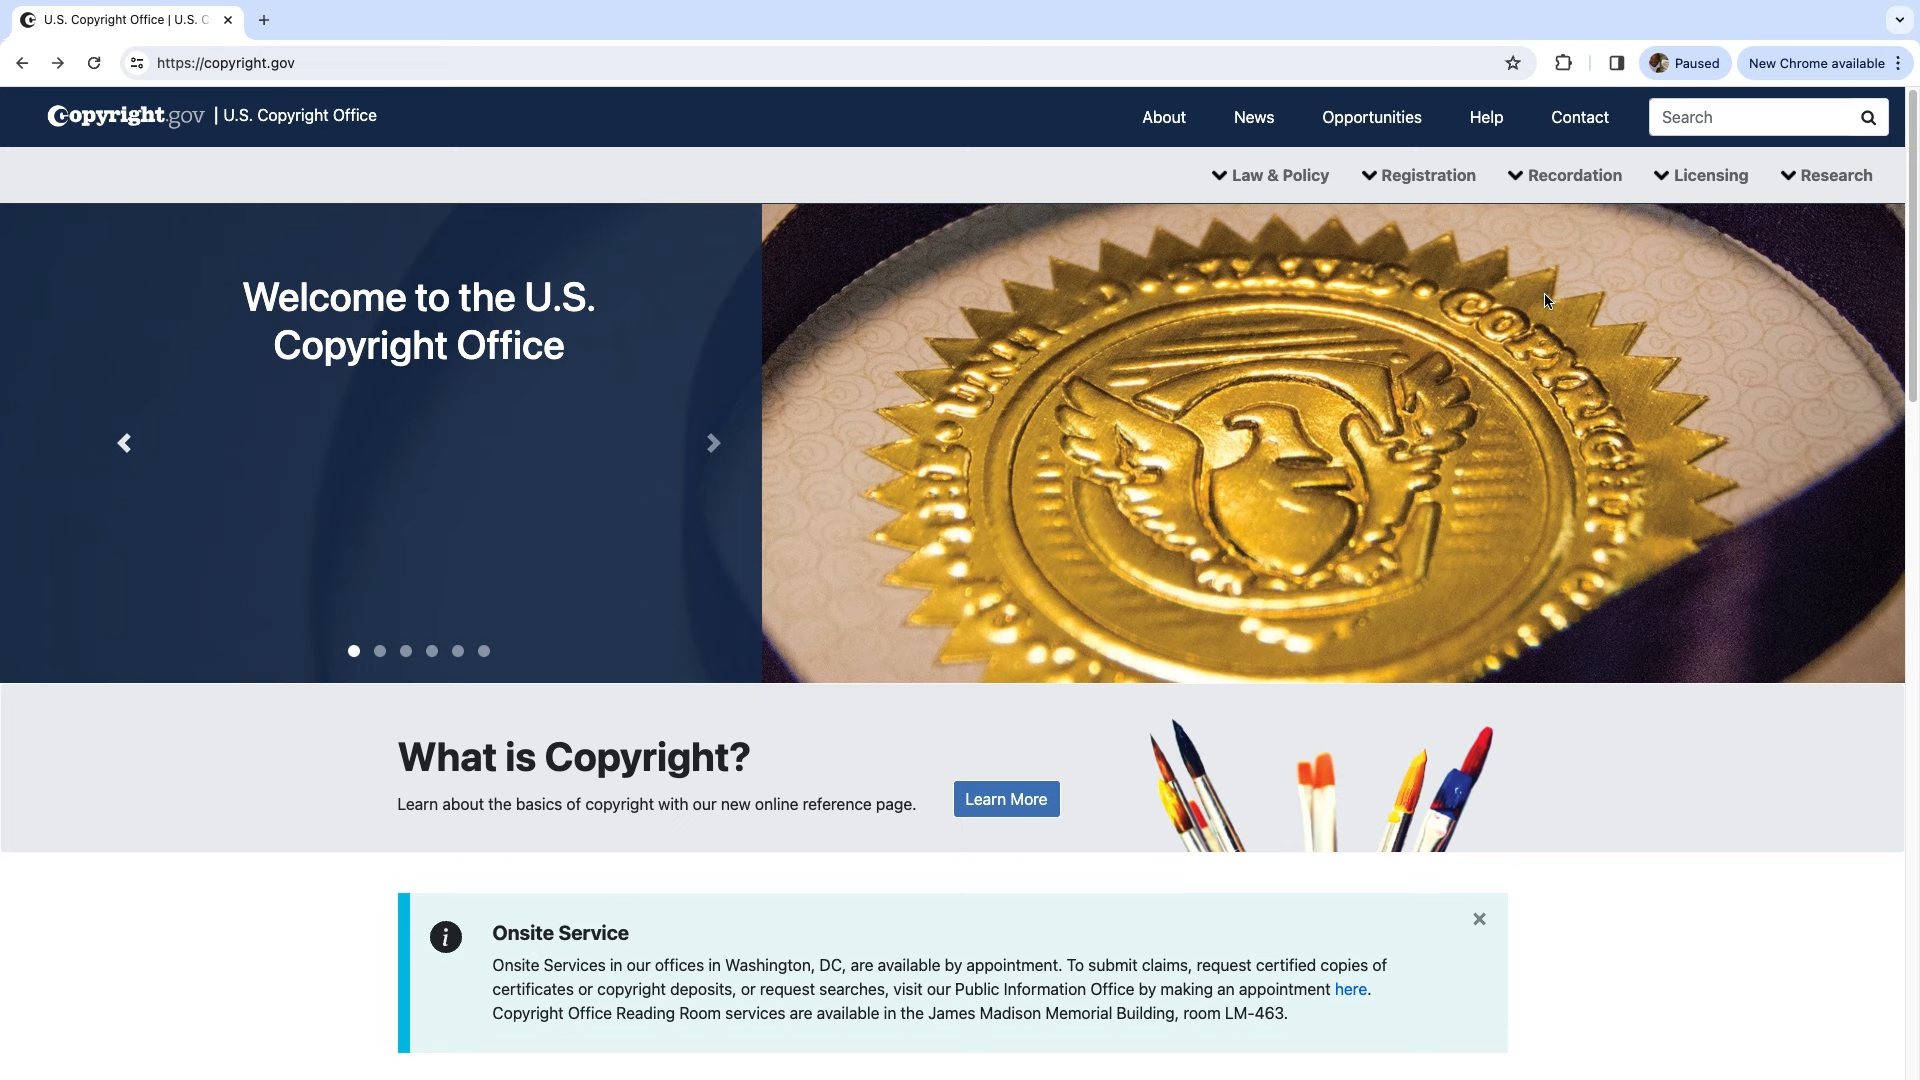 U.S. Copyright Office | U.S. C
https://copyright.gov
Paused
New Chrome available
Copyright.gov | U.S. Copyright Office
About
News
Opportunities
Help
Contact
Search
Law & Policy
Registration
Recordation
Licensing
Research
Welcome to the U.S.
Copyright Office
UNITED STATES COPYRIGHT
What is Copyright?
Learn about the basics of copyright with our new online reference page.
Learn More
Onsite Service
Onsite Services in our offices in Washington, DC, are available by appointment. To submit claims, request certified copies of
certificates or copyright deposits, or request searches, visit our Public Information Office by making an appointment here.
Copyright Office Reading Room services are available in the James Madison Memorial Building, room LM-463.